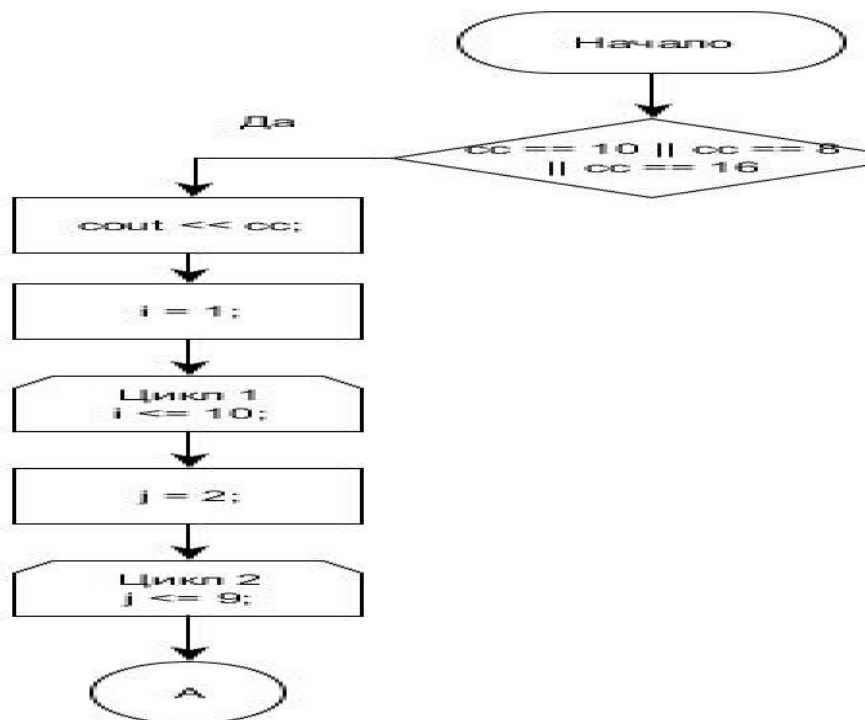 Начало
Да
cc == 10 || cc == 8
|| cc == 16
cout << cc;
i = 1;
Цикл 1
i <= 10;
j = 2;
Цикл 2
j <= 9;
A